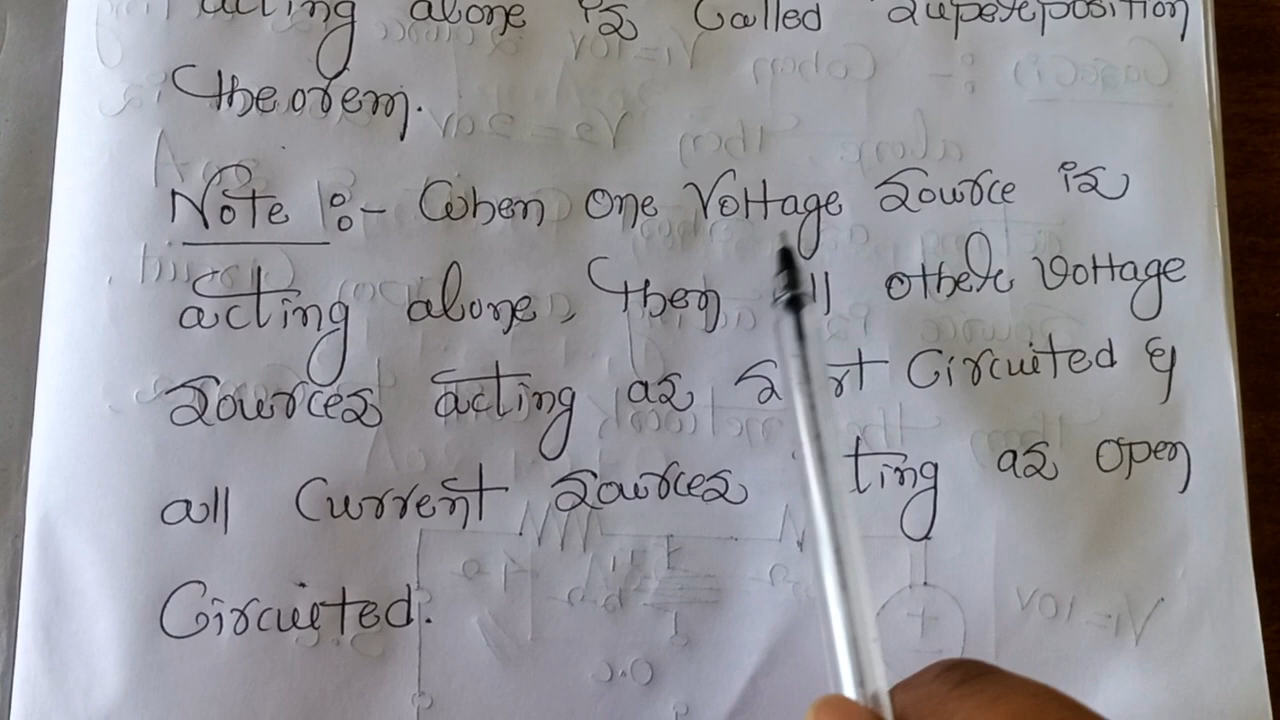 acting alone is Called Superposition
theorem.
Note :- When one Voltage Source is
acting alone, then all other Voltage
Sources acting as Short Circuited &
all Current Sources ting as open
Circuited.